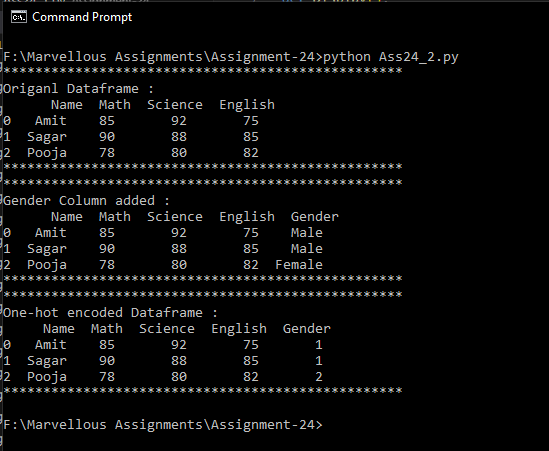 Command Prompt
F:\Marvellous Assignments\Assignment-24>python Ass24_2.py
***************************************************
Origanl Dataframe :
      Name  Math  Science  English
0    Amit    85       92       75
1   Sagar    90       88       85
2   Pooja    78       80       82
***************************************************
***************************************************
Gender Column added :
      Name  Math  Science  English  Gender
0    Amit    85       92       75    Male
1   Sagar    90       88       85    Male
2   Pooja    78       80       82  Female
***************************************************
***************************************************
One-hot encoded Dataframe :
     Name  Math  Science  English  Gender
0    Amit    85       92       75       1
1   Sagar    90       88       85       1
2   Pooja    78       80       82       2
***************************************************
F:\Marvellous Assignments\Assignment-24>